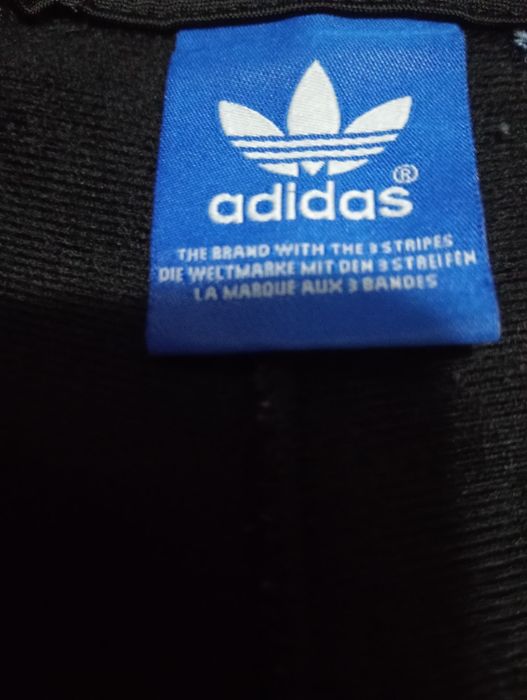 adidas®
THE BRAND WITH THE 3 STRIPES
DIE WELTMARKE MIT DEN 3 STREIFEN
LA MARQUE AUX 3 BANDES